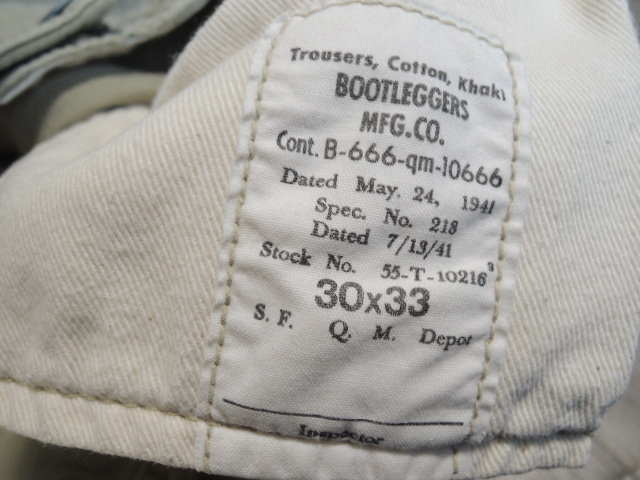 Trousers, Cotton, Khaki
BOOTLEGGERS
MFG.CO.
Cont. B-666-qm-10666
Dated May. 24, 1941
Spec. No. 218
Dated 7/13/41
Stock No. 55-T-10216³
30x33
S. F. Q. M. Depot
Inspector